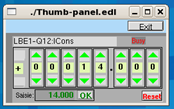 ./Thumb-panel.edl
Exit
LBE1-Q12:ICons
Busy
+ 0 0 0 1 4 0 0 0
Saisie: 14.000 OK Reset